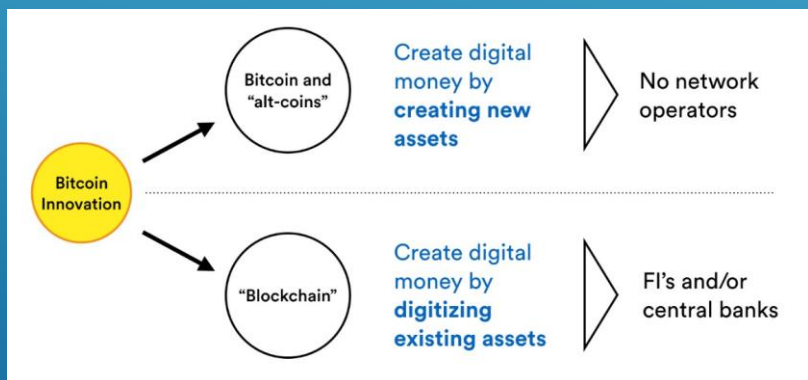 Bitcoin
Innovation
Bitcoin and
“alt-coins”
Create digital
money by
creating new
assets
No network
operators
“Blockchain”
Create digital
money by
digitizing
existing assets
FI’s and/or
central banks